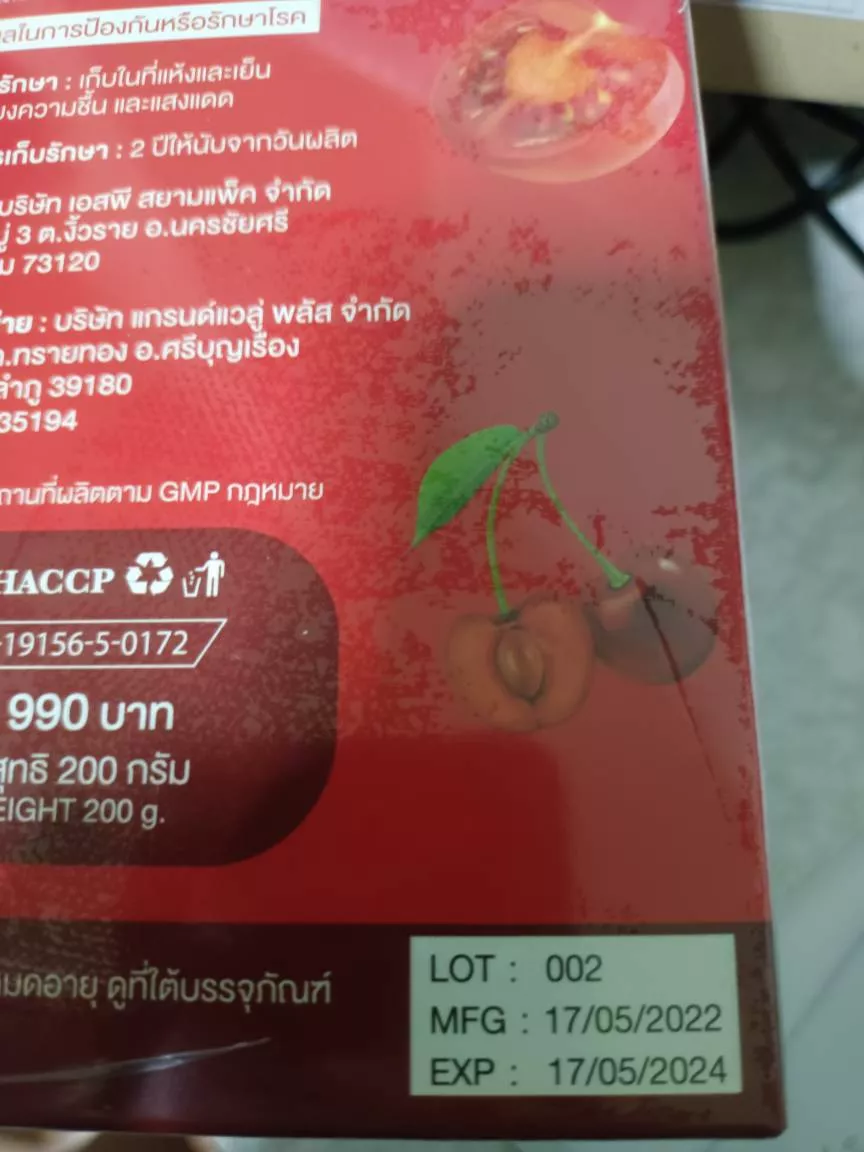 ลในการป้องกันหรือรักษาโรค
รักษา : เก็บในที่แห้งและเย็น
งความชื้น และแสงแดด
เก็บรักษา : 2 ปีให้นับจากวันผลิต
บริษัท เอสพี สยามแพ็ค จำกัด
3 ต.งิ้วราย อ.นครชัยศรี
ม 73120
าย : บริษัท แกรนด์แวลู่ พลัส จำกัด
.ทรายทอง อ.ศรีบุญเรือง
ลำภู 39180
35194
านที่ผลิตตาม GMP กฎหมาย
HACCP
-19156-5-0172
990 บาท
สุทธิ 200 กรัม
EIGHT 200 g.
มดอายุ ดูที่ใต้บรรจุภัณฑ์
LOT : 002
MFG : 17/05/2022
EXP : 17/05/2024